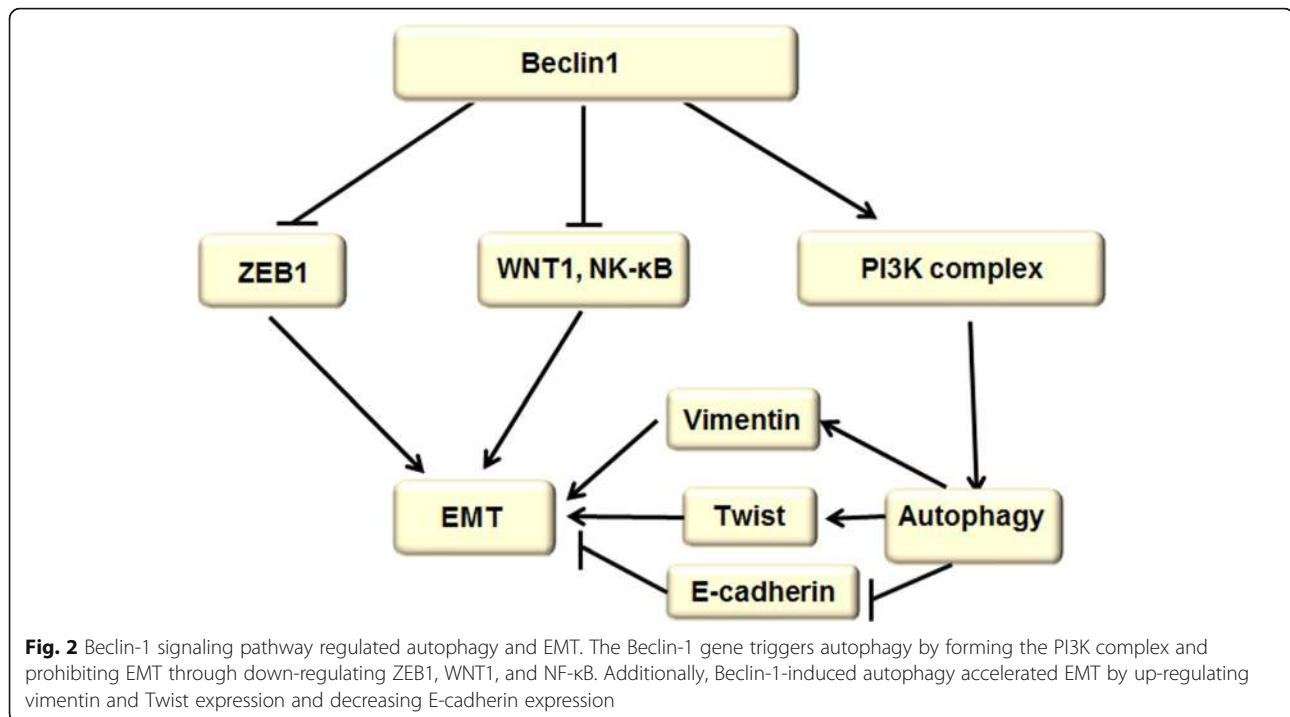 Beclin1
ZEB1
WNT1, NK-κB
PI3K complex
Vimentin
EMT
Twist
Autophagy
E-cadherin
Fig. 2 Beclin-1 signaling pathway regulated autophagy and EMT. The Beclin-1 gene triggers autophagy by forming the PI3K complex and
prohibiting EMT through down-regulating ZEB1, WNT1, and NF-κB. Additionally, Beclin-1-induced autophagy accelerated EMT by up-regulating
vimentin and Twist expression and decreasing E-cadherin expression